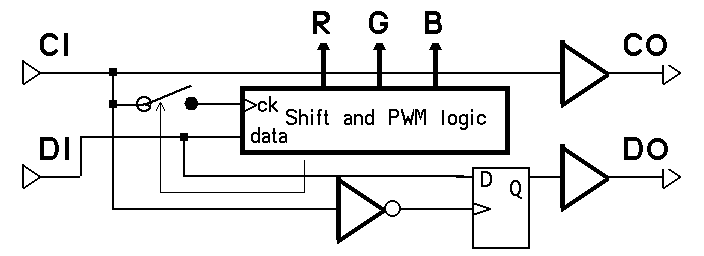 R G B
CI CO
ck
Shift and PWM logic
data
DI DO
D
Q